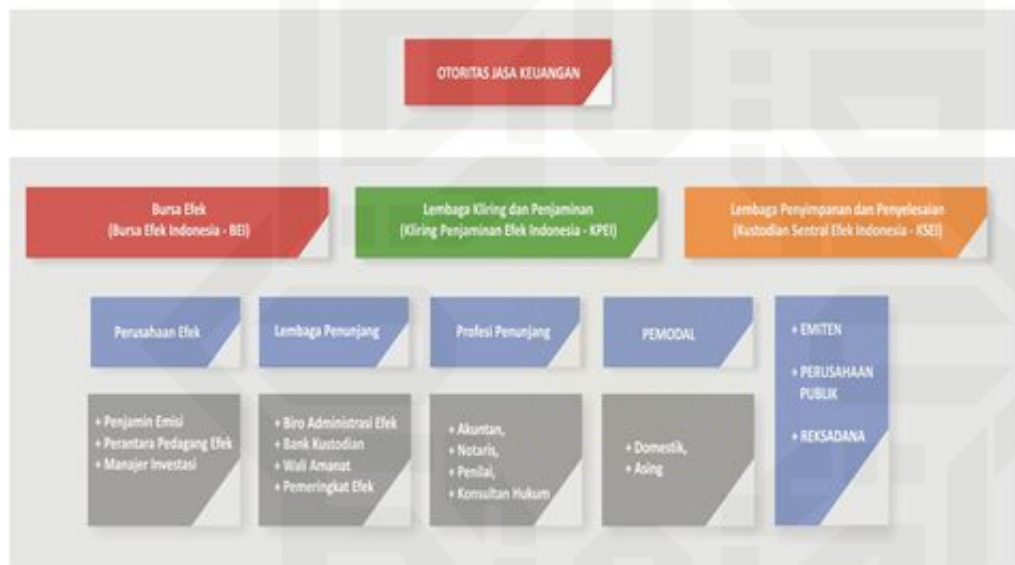 OTORITAS JASA KEUANGAN
Bursa Efek
(Bursa Efek Indonesia - BEI)
Lembaga Kliring dan Penjaminan
(Kliring Penjaminan Efek Indonesia - KPEI)
Lembaga Penyimpanan dan Penyelesaian
(Kustodian Sentral Efek Indonesia - KSEI)
Perusahaan Efek
+ Penjamin Emisi
+ Perantara Pedagang Efek
+ Manajer Investasi
Lembaga Penunjang
+ Biro Administrasi Efek
+ Bank Kustodian
+ Wali Amanat
+ Pemeringkat Efek
Profesi Penunjang
+ Akuntan,
+ Notaris,
+ Penilai,
+ Konsultan Hukum
PEMODAL
+ Domestik,
+ Asing
+ EMITEN
+ PERUSAHAAN
PUBLIK
+ REKSADANA